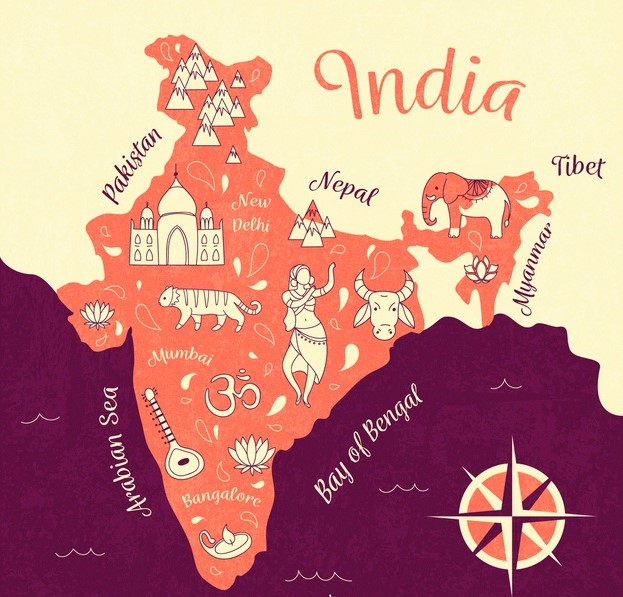 India
Pakistan
Nepal
Tibet
New
Delhi
Myanmar
Mumbai
ॐ
Arabian Sea
Bay of Bengal
Bangalore